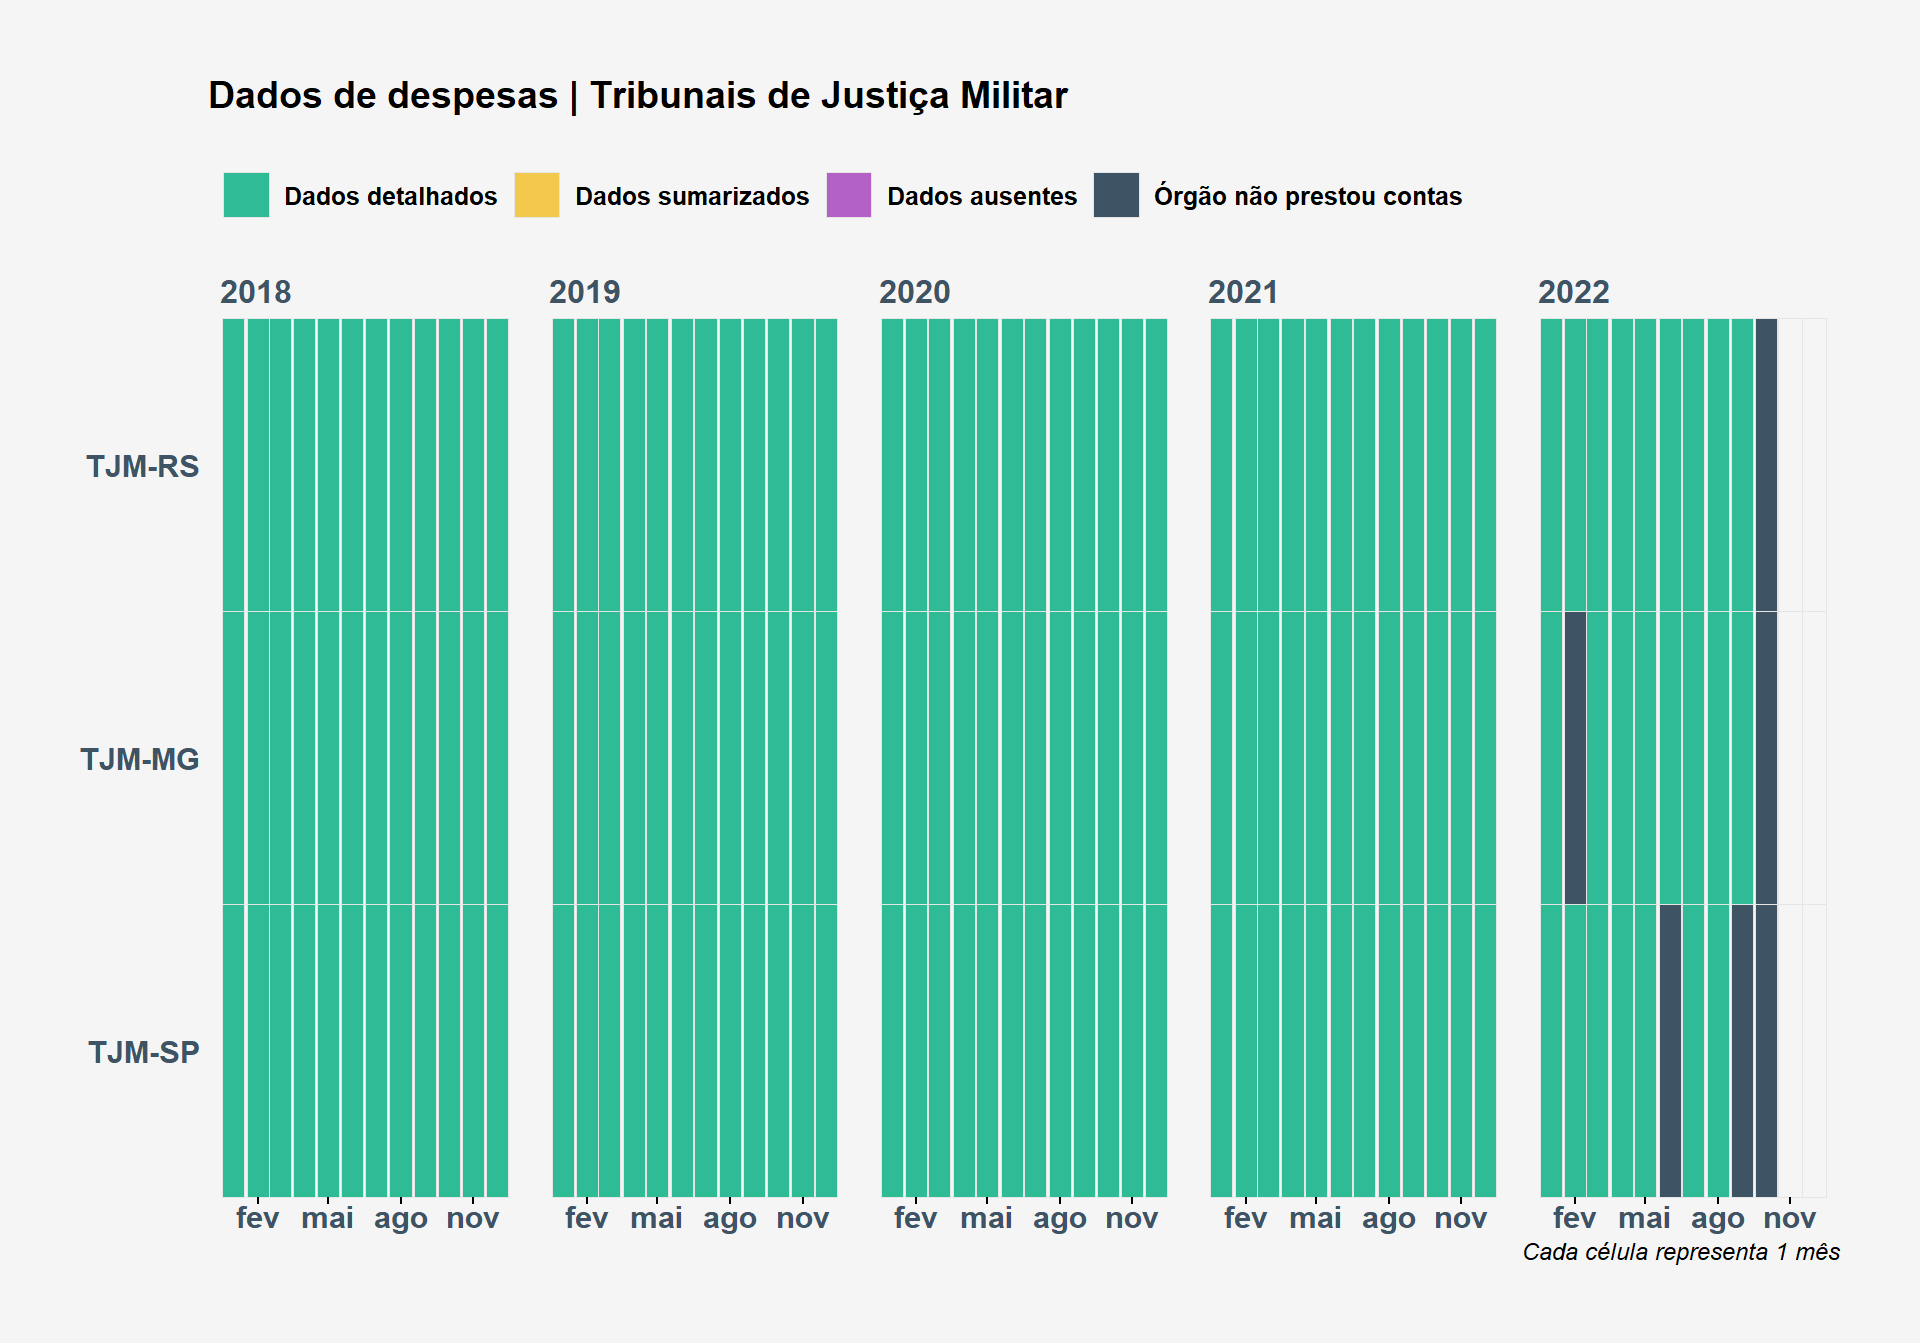 Dados de despesas | Tribunais de Justiça Militar
Dados detalhados Dados sumarizados Dados ausentes Órgão não prestou contas
2018 2019 2020 2021 2022
TJM-RS
TJM-MG
TJM-SP
fev mai ago nov fev mai ago nov fev mai ago nov fev mai ago nov fev mai ago nov
Cada célula representa 1 mês